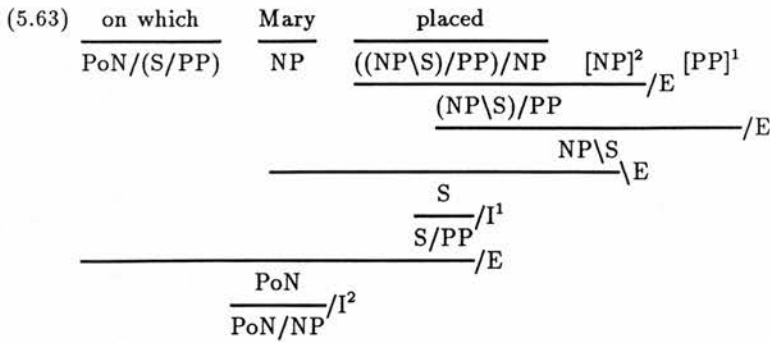 (5.63) on which Mary placed
PoN/(S/PP) NP ((NP\S)/PP)/NP [NP]² [PP]¹
/E
(NP\S)/PP
/E
NP\S
\E
S
/I¹
S/PP
/E
PoN
/I²
PoN/NP